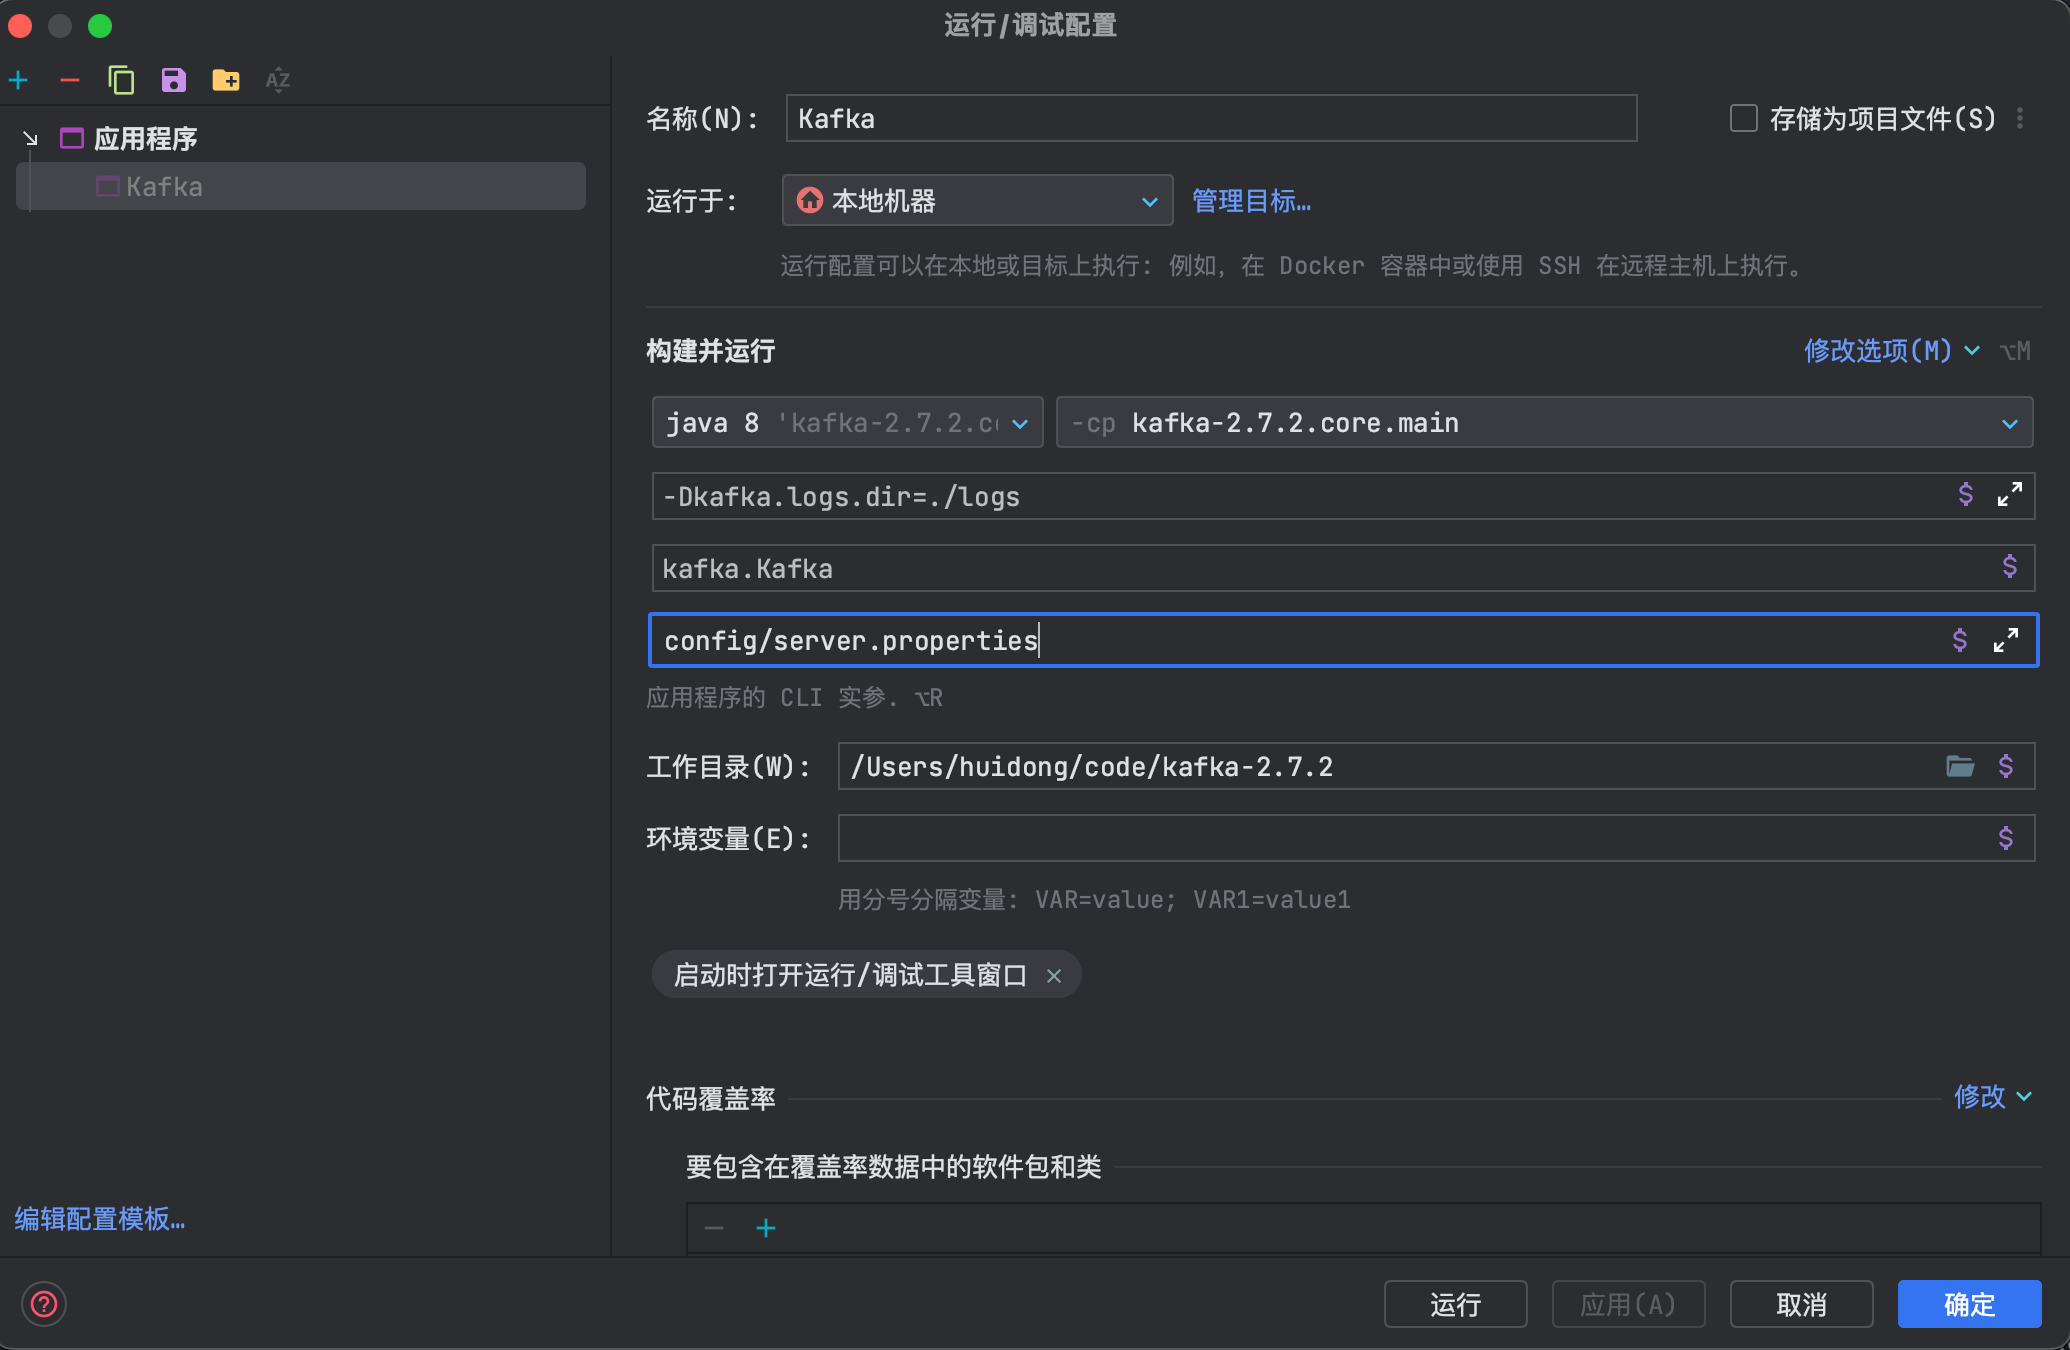 运行/调试配置
AZ
应用程序
Kafka
编辑配置模板...
名称(N): Kafka 存储为项目文件(S)
运行于: 本地机器 管理目标...
运行配置可以在本地或目标上执行: 例如, 在 Docker 容器中或使用 SSH 在远程主机上执行。
构建并运行 修改选项(M) ⌥M
java 8 'kafka-2.7.2.co -cp kafka-2.7.2.core.main
-Dkafka.logs.dir=./logs $
kafka.Kafka $
config/server.properties $
应用程序的 CLI 实参. ⌥R
工作目录(W): /Users/huidong/code/kafka-2.7.2 $
环境变量(E): $
用分号分隔变量: VAR=value; VAR1=value1
启动时打开运行/调试工具窗口 ×
代码覆盖率 修改
要包含在覆盖率数据中的软件包和类
?
运行 应用(A) 取消 确定